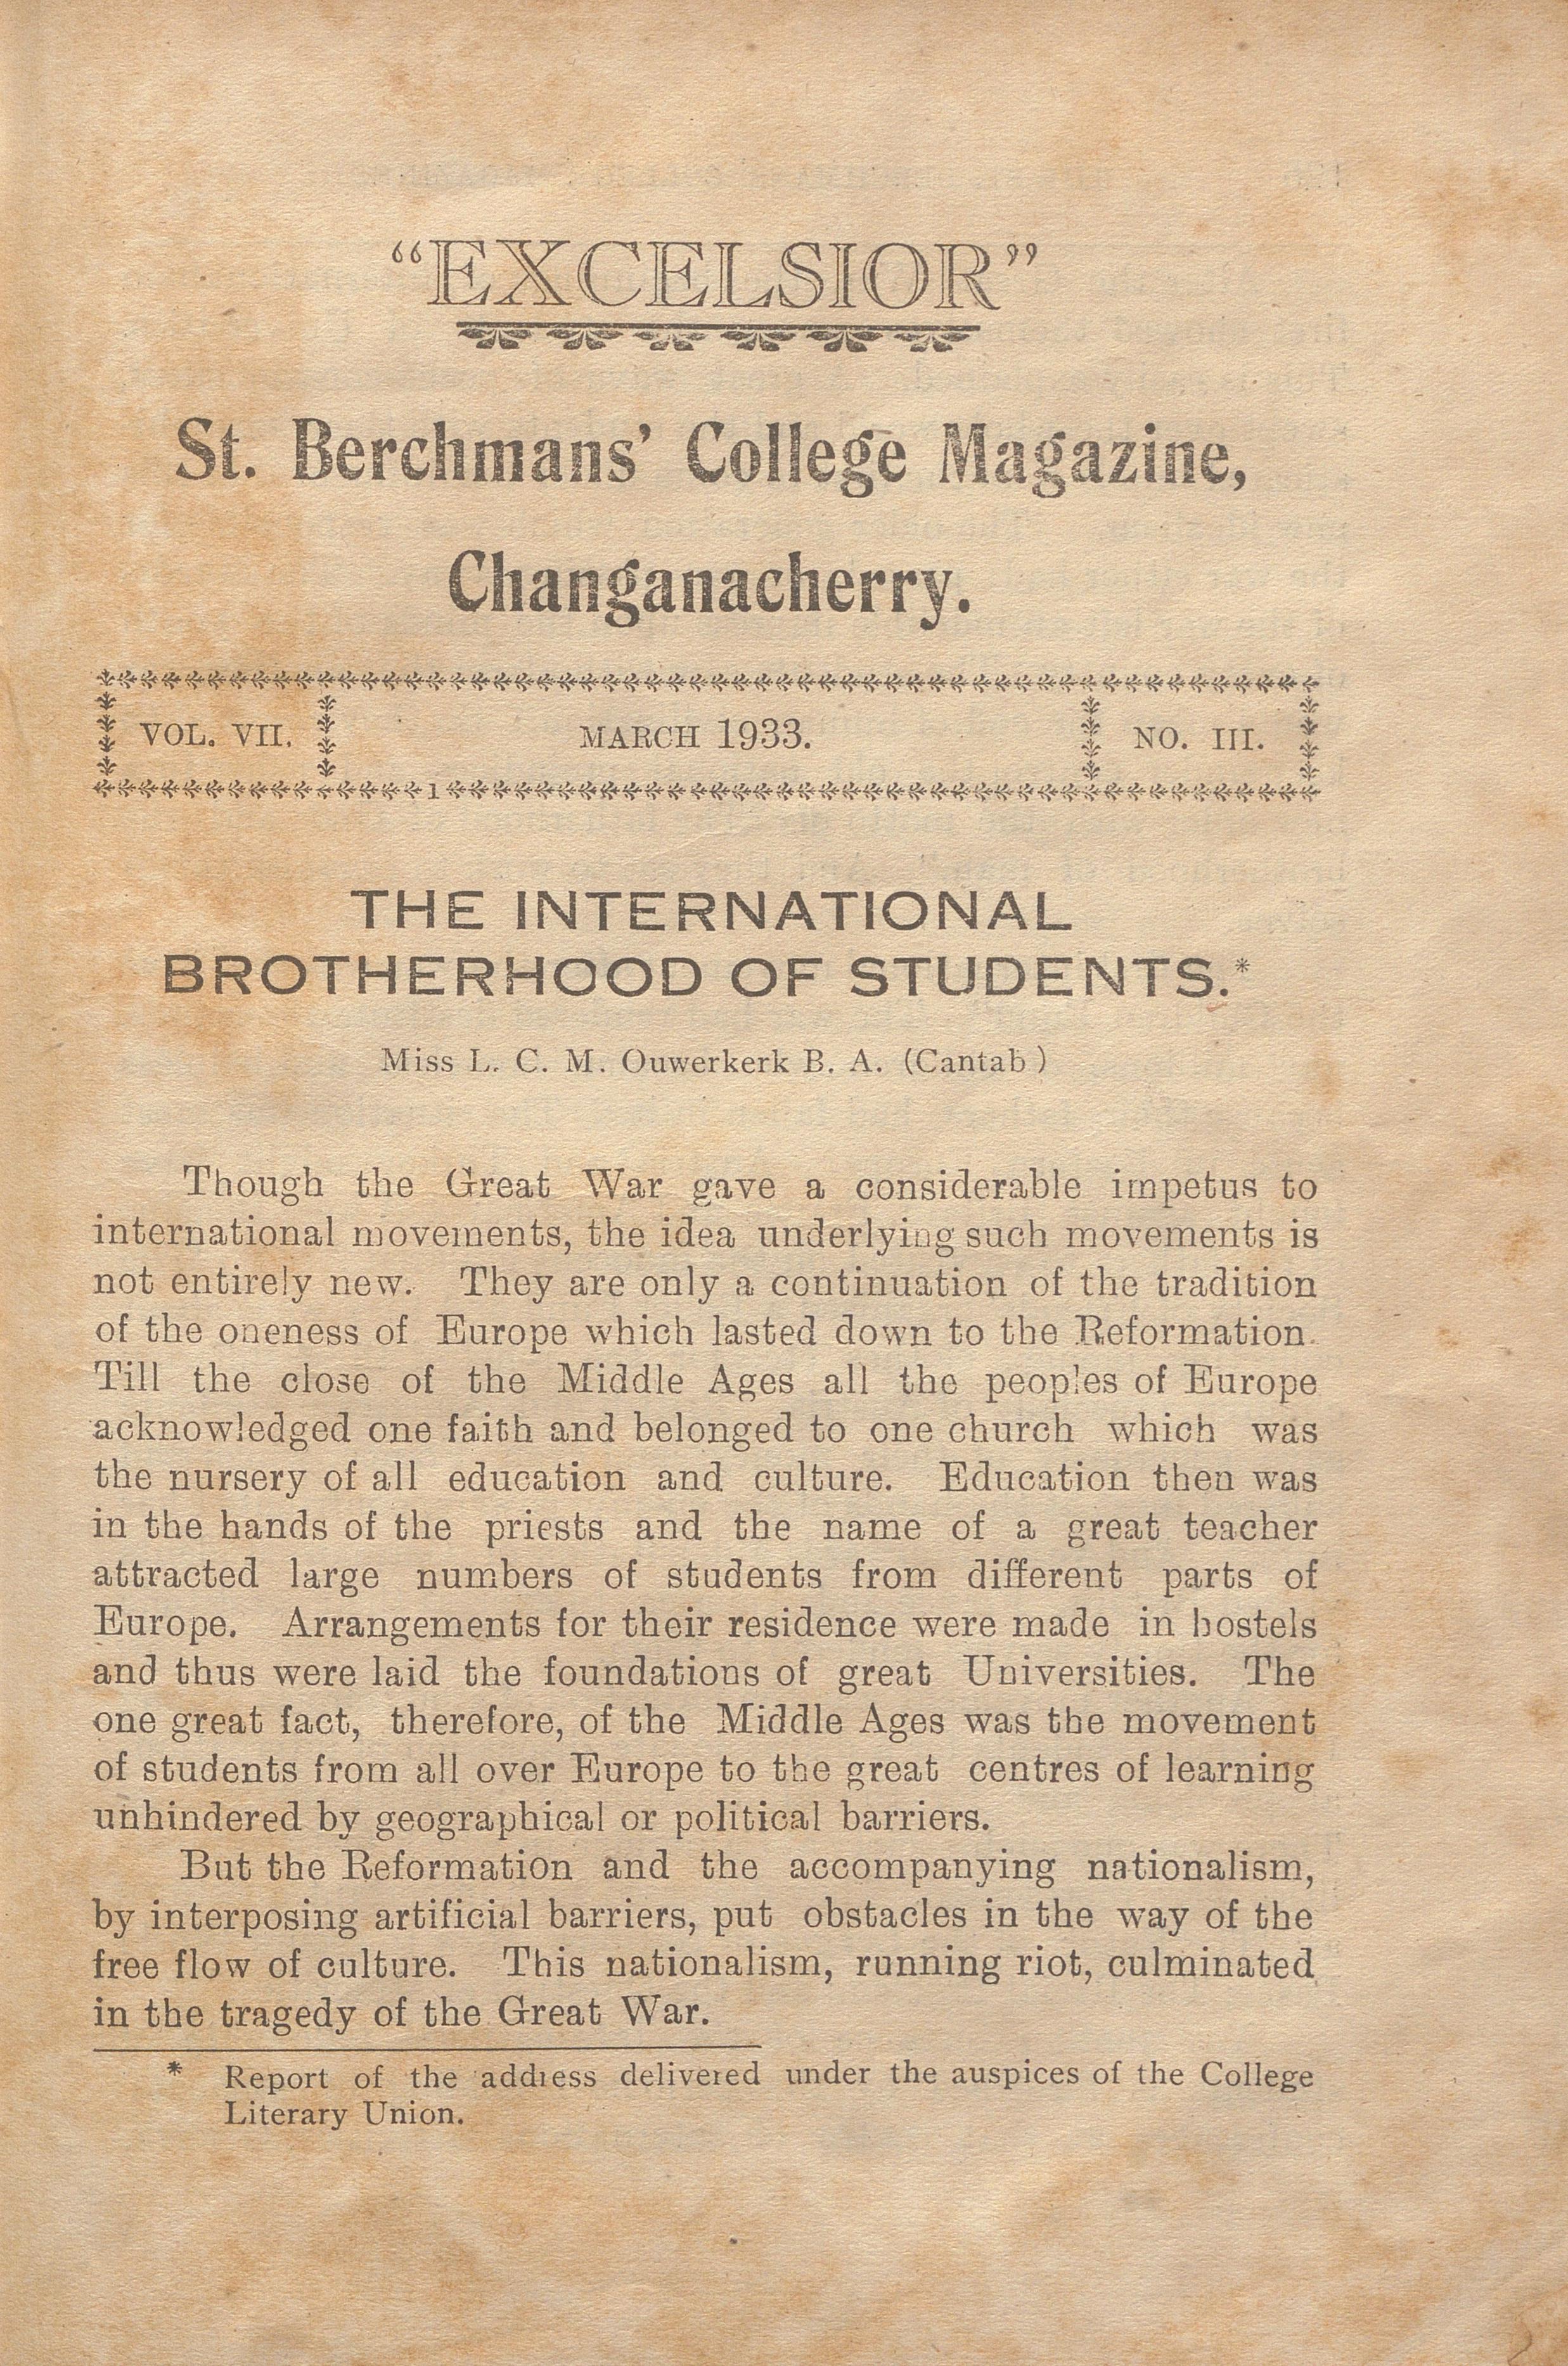 “EXCELSIOR”
St. Berchmans’ College Magazine,
Changanacherry.
VOL. VII. MARCH 1933. NO. III.
THE INTERNATIONAL
BROTHERHOOD OF STUDENTS.*
Miss L. C. M. Ouwerkerk B. A. (Cantab)
Though the Great War gave a considerable impetus to
international movements, the idea underlying such movements is
not entirely new. They are only a continuation of the tradition
of the oneness of Europe which lasted down to the Reformation.
Till the close of the Middle Ages all the peoples of Europe
acknowledged one faith and belonged to one church which was
the nursery of all education and culture. Education then was
in the hands of the priests and the name of a great teacher
attracted large numbers of students from different parts of
Europe. Arrangements for their residence were made in hostels
and thus were laid the foundations of great Universities. The
one great fact, therefore, of the Middle Ages was the movement
of students from all over Europe to the great centres of learning
unhindered by geographical or political barriers.
But the Reformation and the accompanying nationalism,
by interposing artificial barriers, put obstacles in the way of the
free flow of culture. This nationalism, running riot, culminated
in the tragedy of the Great War.
* Report of the address delivered under the auspices of the College
Literary Union.